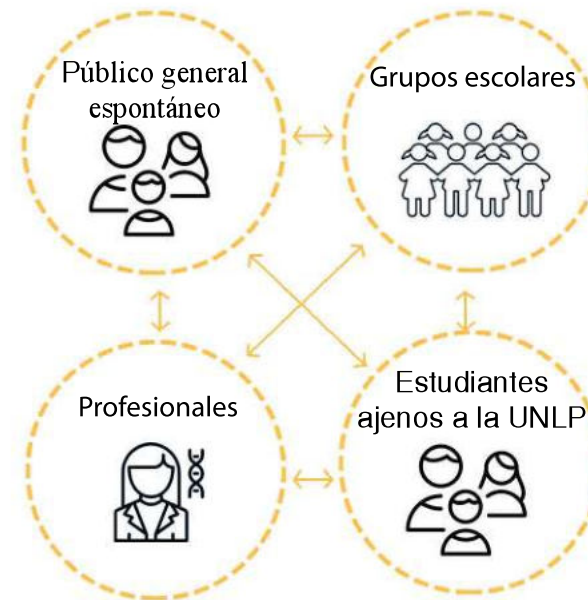 Público general
espontáneo
Grupos escolares
Profesionales
Estudiantes
ajenos a la UNLP